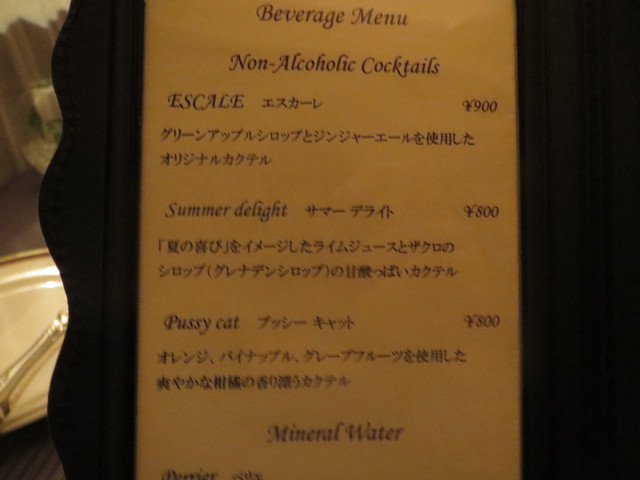 Beverage Menu
Non-Alcoholic Cocktails
ESCALE エスカーレ ¥900
グリーンアップルシロップとジンジャーエールを使用した
オリジナルカクテル
Summer delight サマー デライト ¥800
「夏の喜び」をイメージしたライムジュースとザクロの
シロップ(グレナデンシロップ)の甘酸っぱいカクテル
Pussy cat プッシー キャット ¥800
オレンジ、パイナップル、グレープフルーツを使用した
爽やかな柑橘の香り漂うカクテル
Mineral Water
Perrier ペリエ